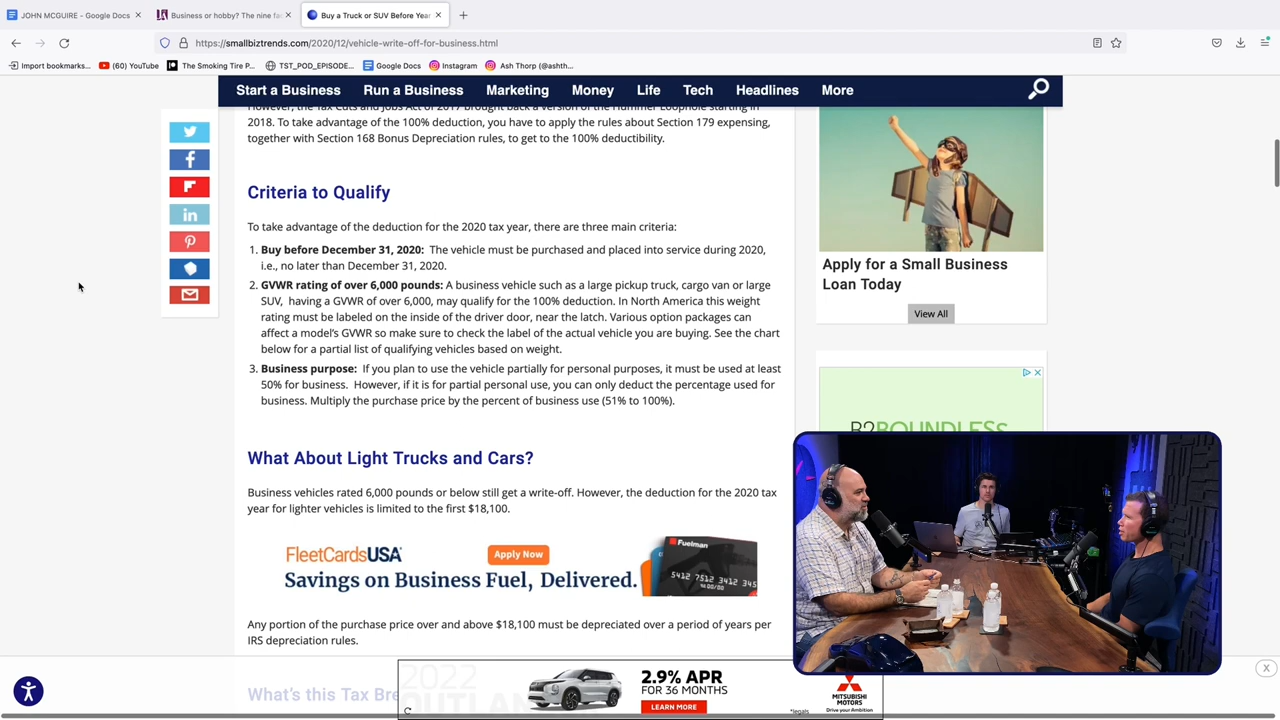 JOHN MCGUIRE - Google Docs
Business or hobby? The nine fa
Buy a Truck or SUV Before Year
https://smallbiztrends.com/2020/12/vehicle-write-off-for-business.html
Import bookmarks...
(60) YouTube
The Smoking Tire P...
TST_POD_EPISODE...
Google Docs
Instagram
Ash Thorp (@ashth...
Start a Business
Run a Business
Marketing
Money
Life
Tech
Headlines
More
However, the Tax Cuts and Jobs Act of 2017 brought back a version of the Hummer Loophole starting in
2018. To take advantage of the 100% deduction, you have to apply the rules about Section 179 expensing,
together with Section 168 Bonus Depreciation rules, to get to the 100% deductibility.
Criteria to Qualify
To take advantage of the deduction for the 2020 tax year, there are three main criteria:
1. Buy before December 31, 2020: The vehicle must be purchased and placed into service during 2020,
i.e., no later than December 31, 2020.
2. GVWR rating of over 6,000 pounds: A business vehicle such as a large pickup truck, cargo van or large
SUV, having a GVWR of over 6,000, may qualify for the 100% deduction. In North America this weight
rating must be labeled on the inside of the driver door, near the latch. Various option packages can
affect a model's GVWR so make sure to check the label of the actual vehicle you are buying. See the chart
below for a partial list of qualifying vehicles based on weight.
3. Business purpose: If you plan to use the vehicle partially for personal purposes, it must be used at least
50% for business. However, if it is for partial personal use, you can only deduct the percentage used for
business. Multiply the purchase price by the percent of business use (51% to 100%).
What About Light Trucks and Cars?
Business vehicles rated 6,000 pounds or below still get a write-off. However, the deduction for the 2020 tax
year for lighter vehicles is limited to the first $18,100.
FleetCardsUSA
Apply Now
Savings on Business Fuel, Delivered.
Fuelman
5412 7512 3412 345
Any portion of the purchase price over and above $18,100 must be depreciated over a period of years per
IRS depreciation rules.
What's this Tax Bre
Apply for a Small Business
Loan Today
View All
2022
OUTLAN
2.9% APR
FOR 36 MONTHS
LEARN MORE
*legals
MITSUBISHI
MOTORS
Drive your Ambition